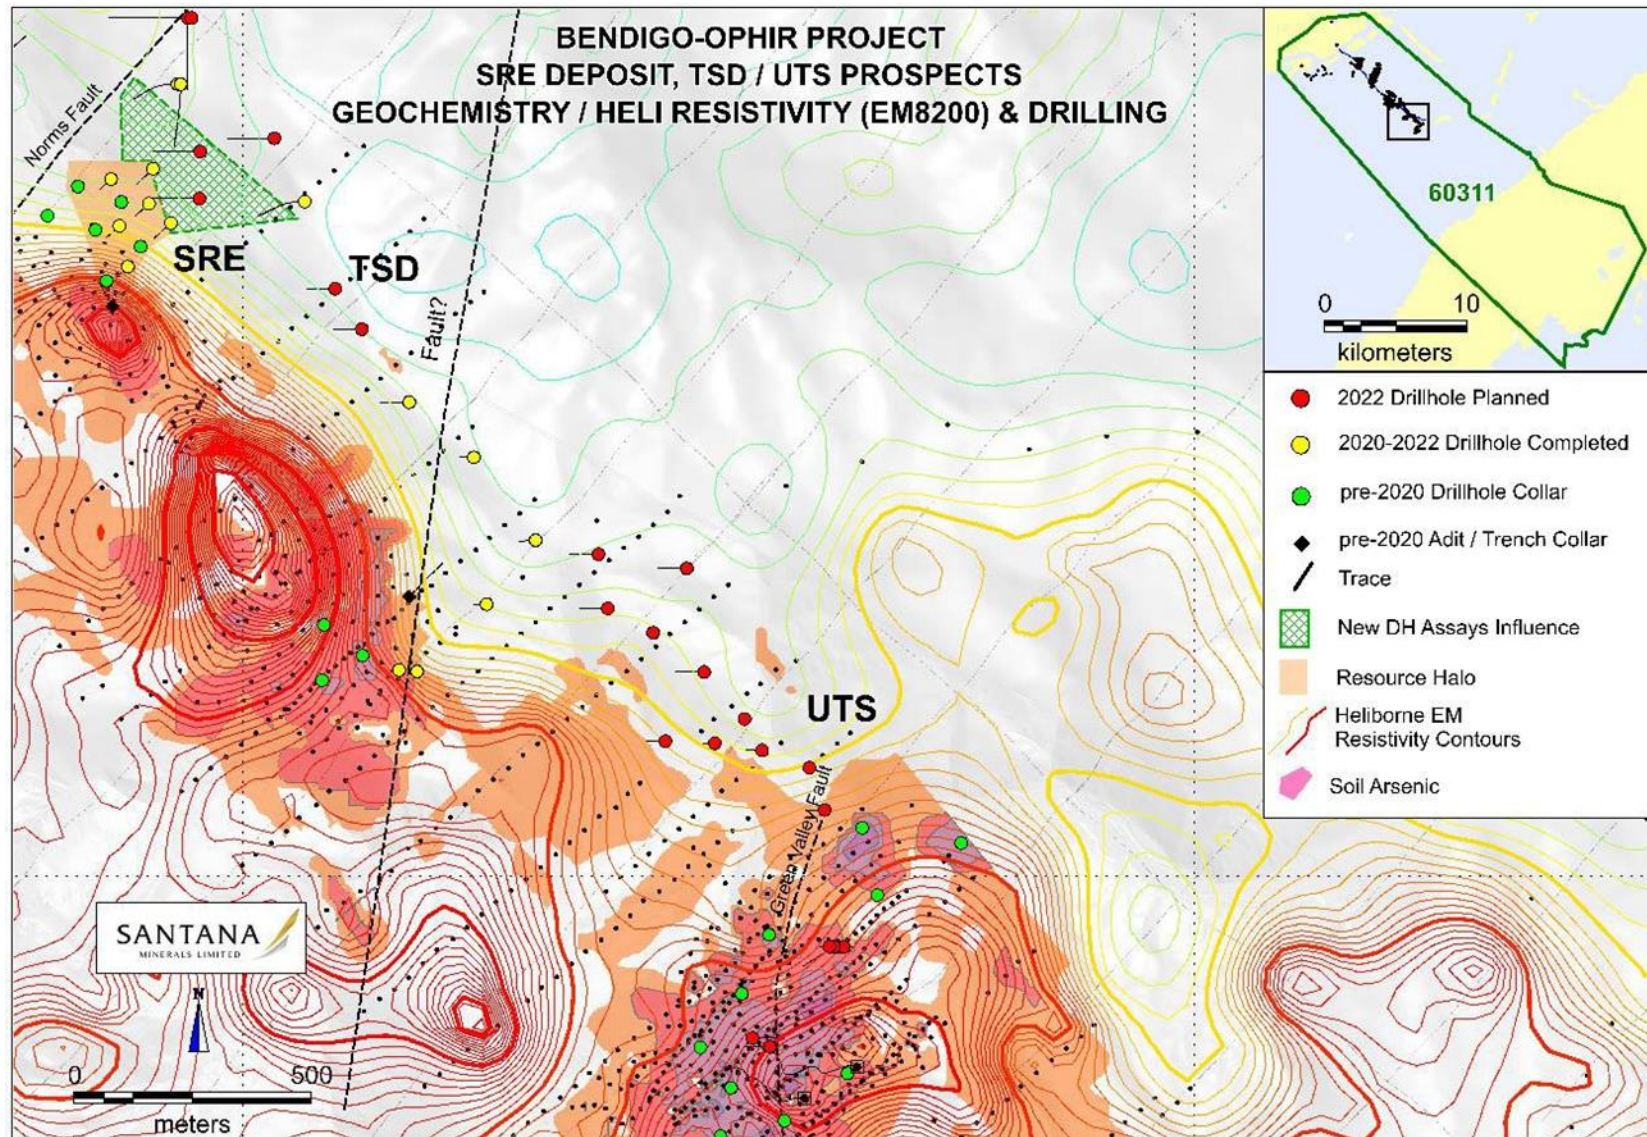 BENDIGO-OPHIR PROJECT
SRE DEPOSIT, TSD / UTS PROSPECTS
GEOCHEMISTRY / HELI RESISTIVITY (EM8200) & DRILLING
Norms Fault
SRE
TSD
Fault?
UTS
Green Valley Fault
SANTANA
MINERALS LIMITED
N
0 500
meters
60311
0 10
kilometers
2022 Drillhole Planned
2020-2022 Drillhole Completed
pre-2020 Drillhole Collar
pre-2020 Adit / Trench Collar
Trace
New DH Assays Influence
Resource Halo
Heliborne EM
Resistivity Contours
Soil Arsenic